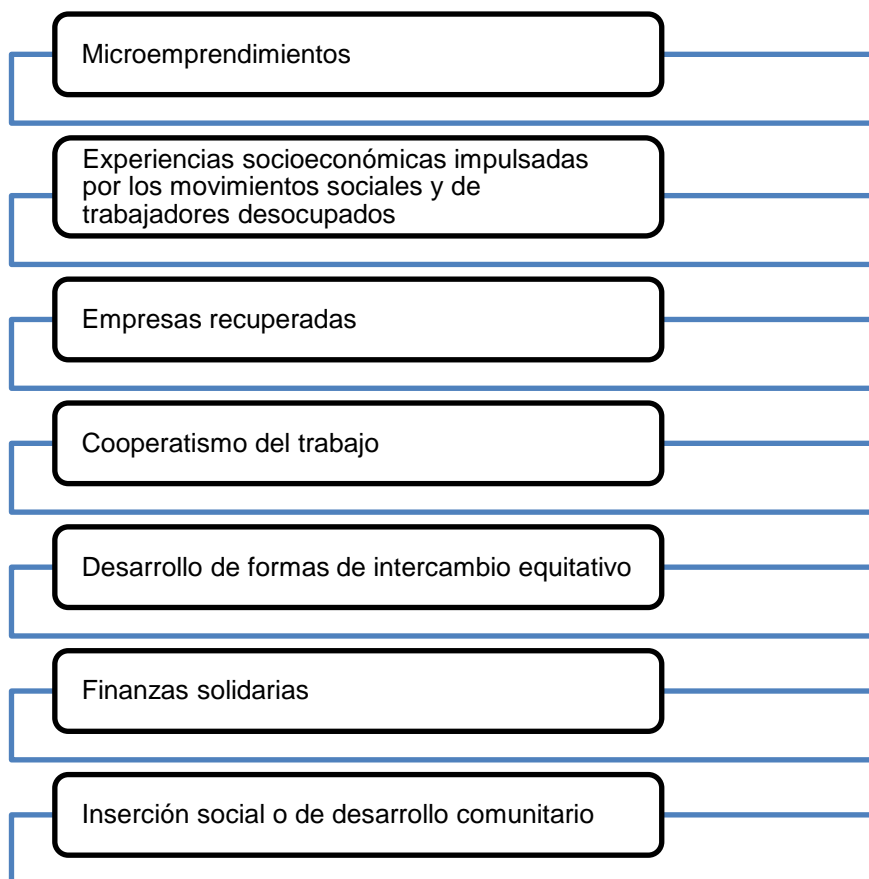 Microemprendimientos
Experiencias socioeconómicas impulsadas
por los movimientos sociales y de
trabajadores desocupados
Empresas recuperadas
Cooperatismo del trabajo
Desarrollo de formas de intercambio equitativo
Finanzas solidarias
Inserción social o de desarrollo comunitario